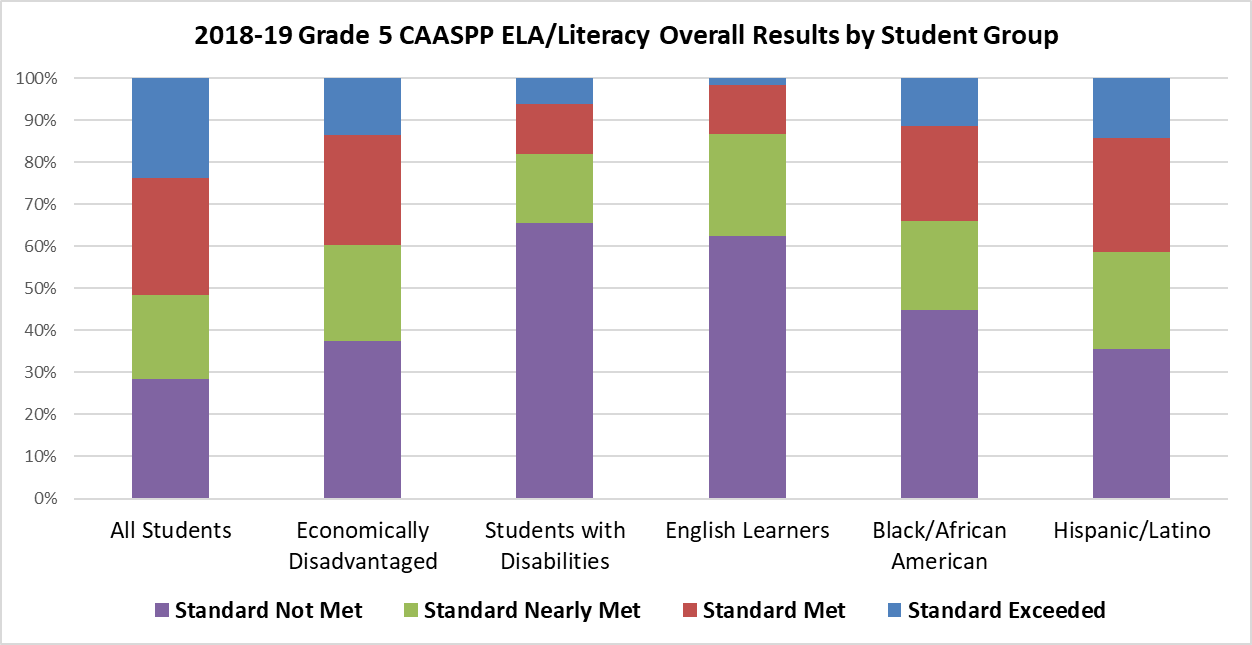 2018-19 Grade 5 CAASPP ELA/Literacy Overall Results by Student Group
100%
90%
80%
70%
60%
50%
40%
30%
20%
10%
0%
All Students
Economically
Disadvantaged
Students with
Disabilities
English Learners
Black/African
American
Hispanic/Latino
Standard Not Met
Standard Nearly Met
Standard Met
Standard Exceeded